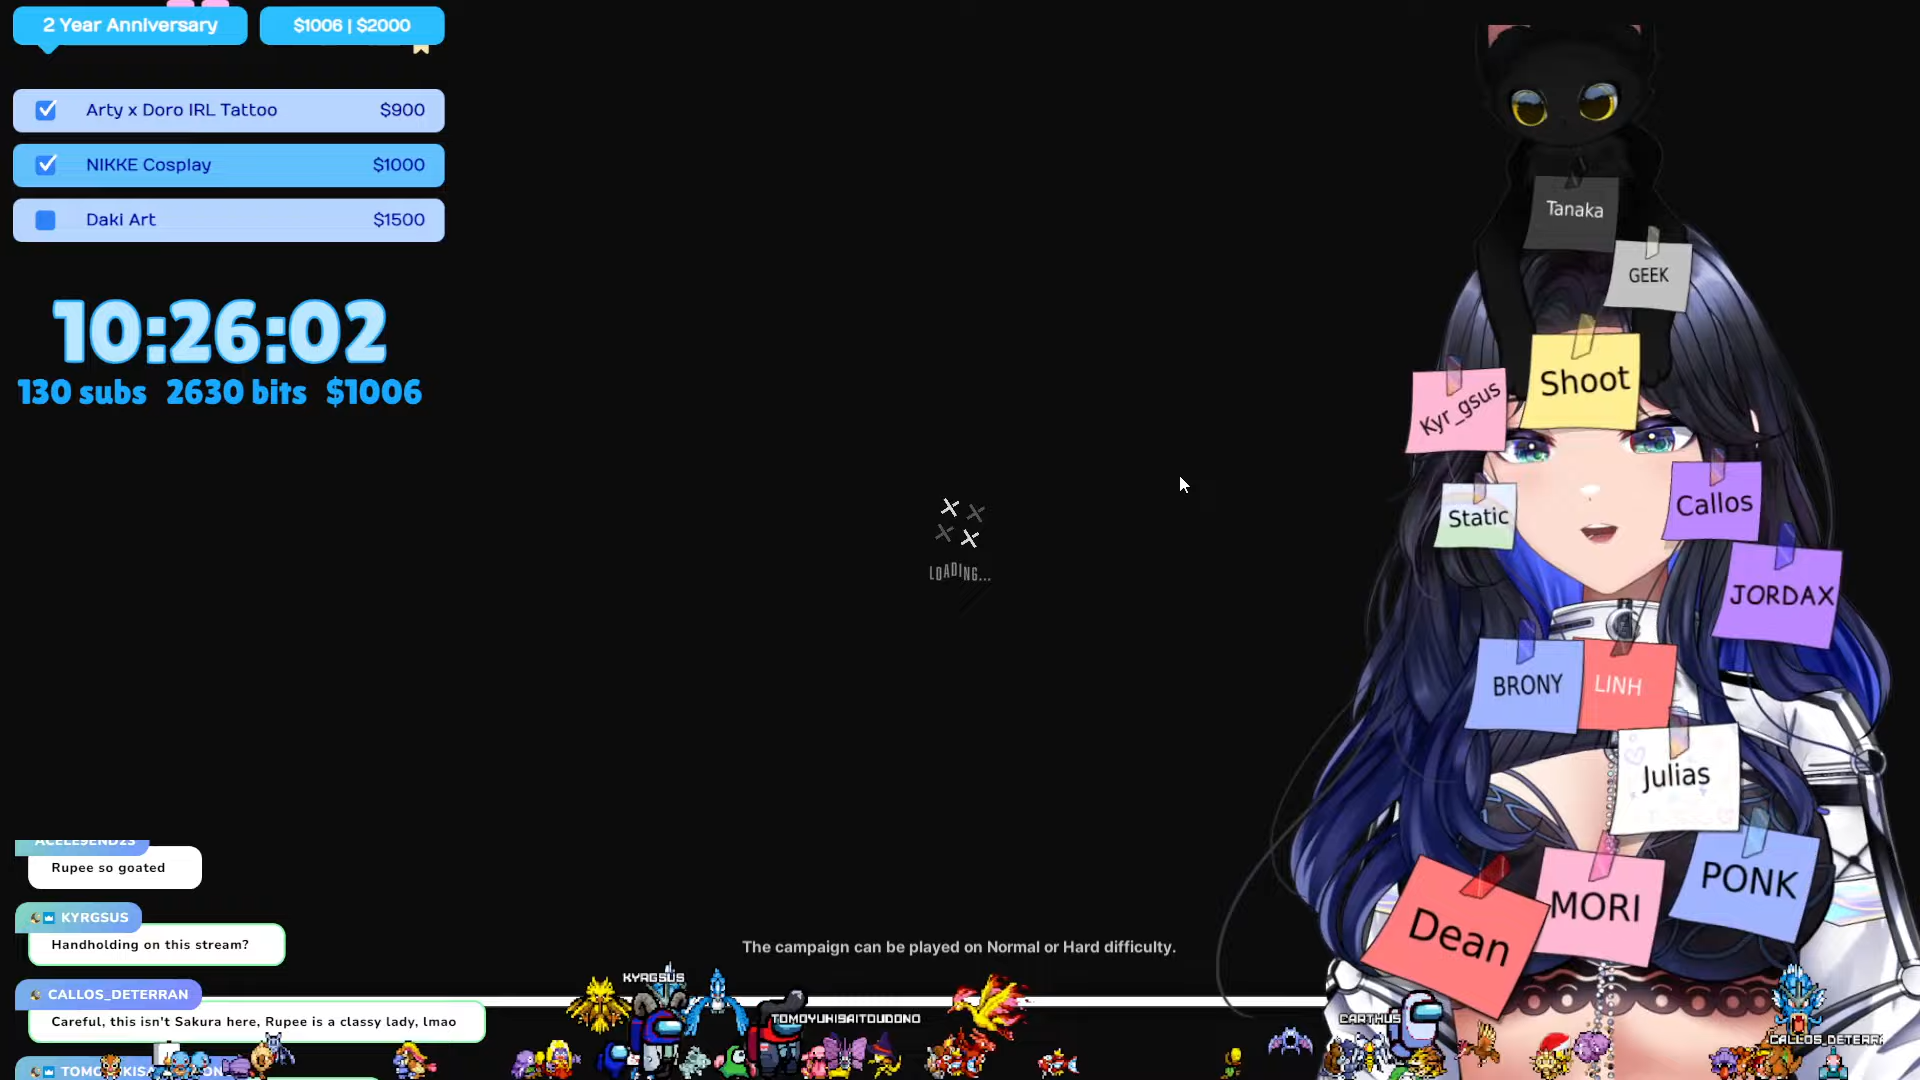 2 Year Anniversary
$1006 | $2000
Arty x Doro IRL Tattoo $900
NIKKE Cosplay $1000
Daki Art $1500
10:26:02
130 subs 2630 bits $1006
Tanaka
GEEK
Shoot
Kyr_gsus
Static
Callos
JORDAX
BRONY
LINH
Julias
PONK
MORI
Dean
LOADING...
The campaign can be played on Normal or Hard difficulty.
Rupee so goated
KYRGSUS
Handholding on this stream?
CALLOS_DETERRAN
Careful, this isn't Sakura here, Rupee is a classy lady, lmao
KYRGSUS
TOMOYUKISAITOUDONO
CARTHUS